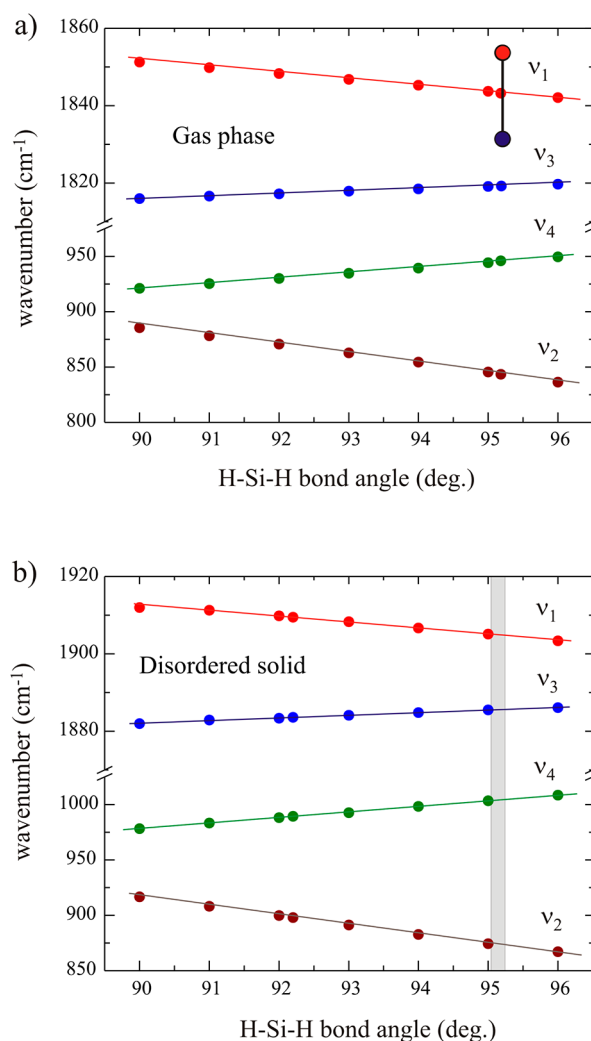 a)
1860
1840
1820
950
900
850
800
wavenumber (cm⁻¹)
Gas phase
ν₁
ν₃
ν₄
ν₂
90 91 92 93 94 95 96
H-Si-H bond angle (deg.)
b)
1920
1900
1880
1000
950
900
850
wavenumber (cm⁻¹)
Disordered solid
ν₁
ν₃
ν₄
ν₂
90 91 92 93 94 95 96
H-Si-H bond angle (deg.)